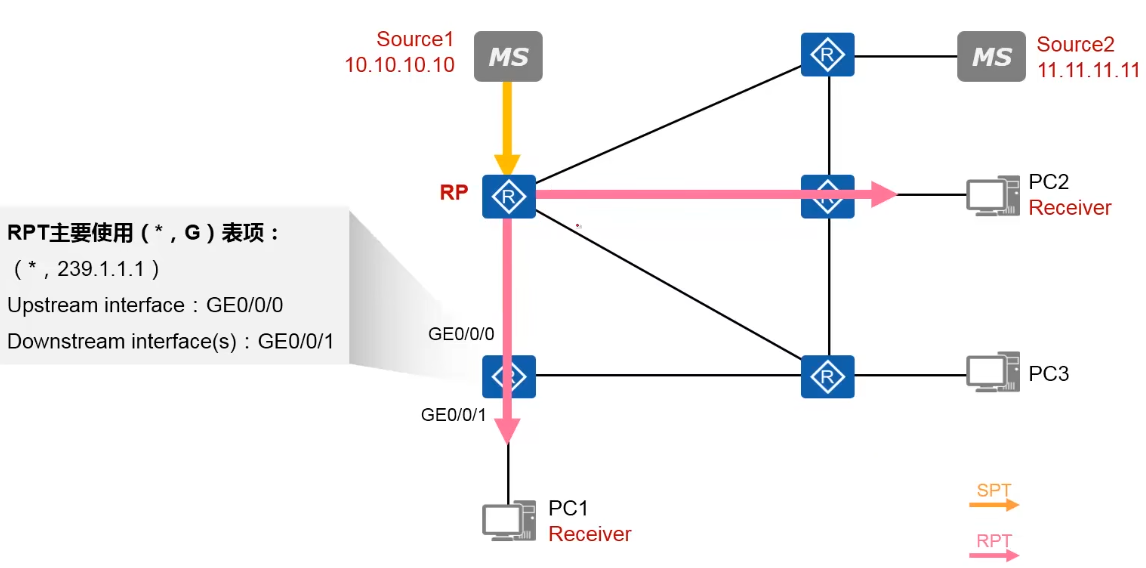 Source1
10.10.10.10
MS
R
MS
Source2
11.11.11.11
RP
R
R
PC2
Receiver
RPT主要使用（*，G）表项：
（*，239.1.1.1）
Upstream interface：GE0/0/0
Downstream interface(s)：GE0/0/1
GE0/0/0
R
R
PC3
GE0/0/1
PC1
Receiver
SPT
RPT